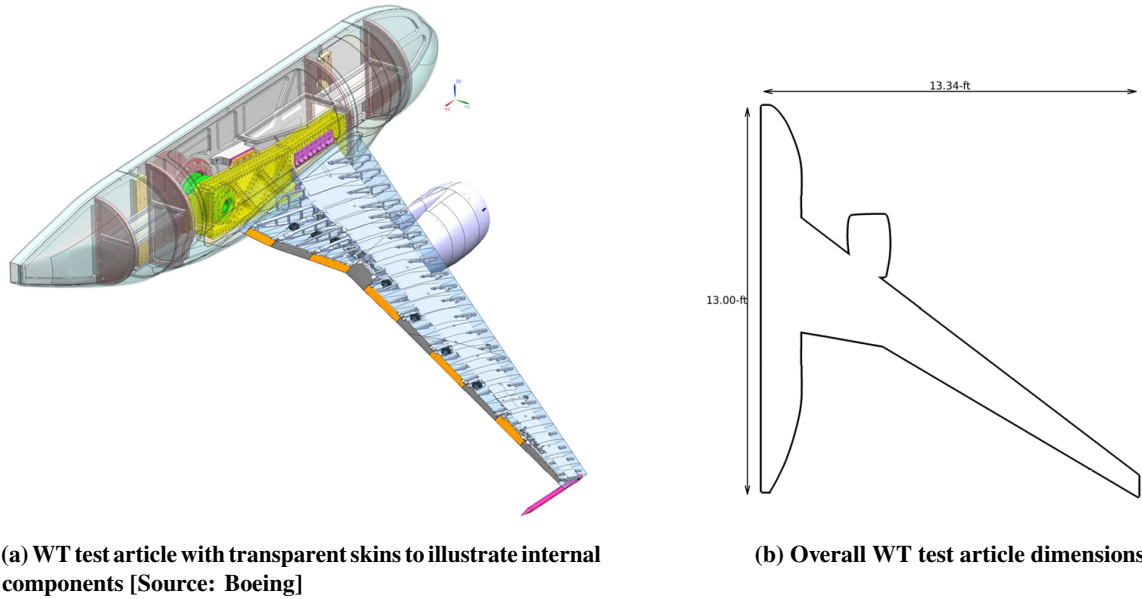 13.34-ft
13.00-ft
(a) WT test article with transparent skins to illustrate internal
components [Source: Boeing]
(b) Overall WT test article dimensions